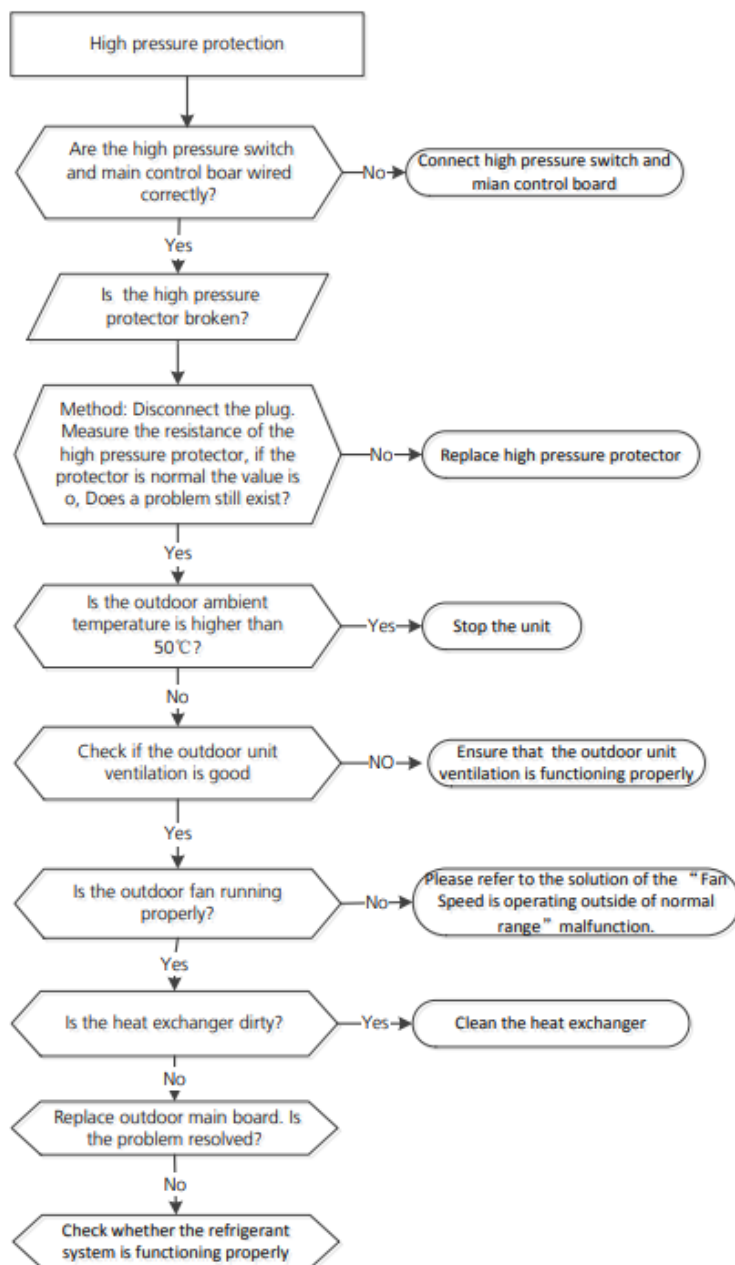 High pressure protection
Are the high pressure switch
and main control boar wired
correctly?
No
Connect high pressure switch and
mian control board
Yes
Is the high pressure
protector broken?
Method: Disconnect the plug.
Measure the resistance of the
high pressure protector, if the
protector is normal the value is
o, Does a problem still exist?
No
Replace high pressure protector
Yes
Is the outdoor ambient
temperature is higher than
50℃?
Yes
Stop the unit
No
Check if the outdoor unit
ventilation is good
NO
Ensure that the outdoor unit
ventilation is functioning properly
Yes
Is the outdoor fan running
properly?
No
Please refer to the solution of the “Fan
Speed is operating outside of normal
range” malfunction.
Yes
Is the heat exchanger dirty?
Yes
Clean the heat exchanger
No
Replace outdoor main board. Is
the problem resolved?
No
Check whether the refrigerant
system is functioning properly